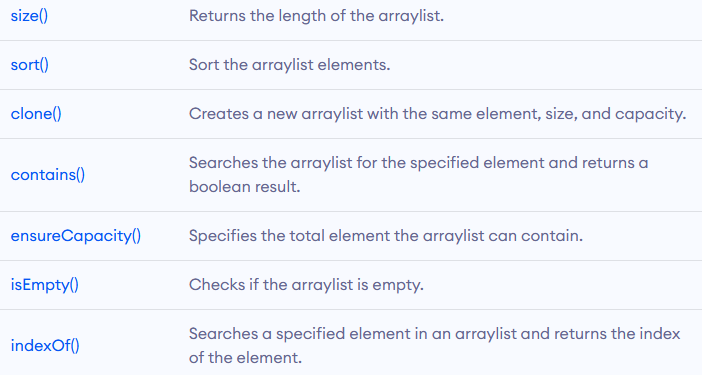 size() Returns the length of the arraylist.
sort() Sort the arraylist elements.
clone() Creates a new arraylist with the same element, size, and capacity.
contains() Searches the arraylist for the specified element and returns a
boolean result.
ensureCapacity() Specifies the total element the arraylist can contain.
isEmpty() Checks if the arraylist is empty.
indexOf() Searches a specified element in an arraylist and returns the index
of the element.